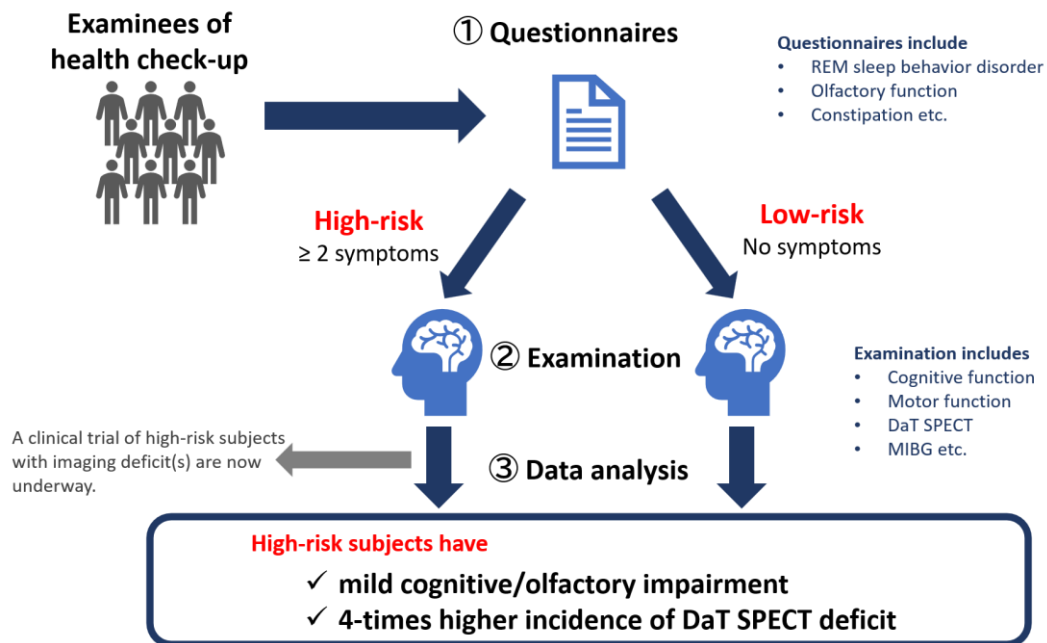 Examinees of
health check-up
① Questionnaires
Questionnaires include
• REM sleep behavior disorder
• Olfactory function
• Constipation etc.
High-risk
≥ 2 symptoms
Low-risk
No symptoms
② Examination
Examination includes
• Cognitive function
• Motor function
• DaT SPECT
• MIBG etc.
A clinical trial of high-risk subjects
with imaging deficit(s) are now
underway.
③ Data analysis
High-risk subjects have
✓ mild cognitive/olfactory impairment
✓ 4-times higher incidence of DaT SPECT deficit